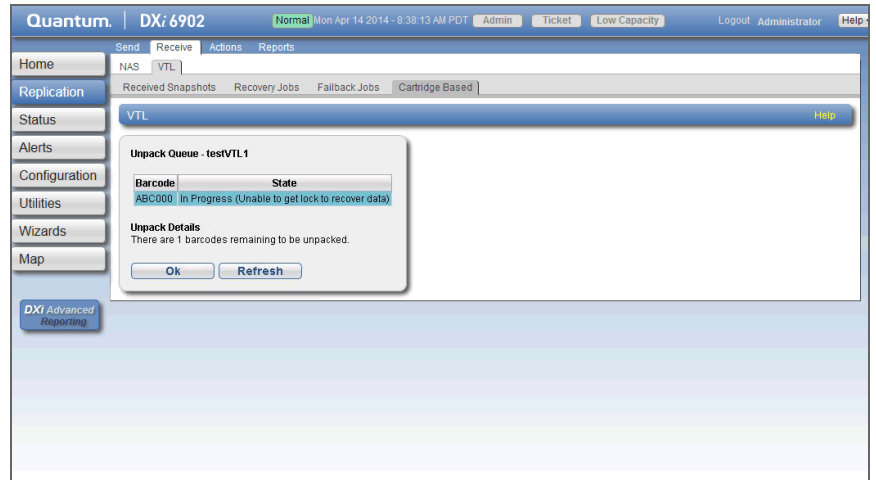 Quantum. DXi 6902 Normal Mon Apr 14 2014 - 8:38:13 AM PDT Admin Ticket Low Capacity Logout Administrator Help
Send Receive Actions Reports
Home
NAS VTL
Replication
Received Snapshots Recovery Jobs Failback Jobs Cartridge Based
Status
VTL Help
Alerts
Configuration
Utilities
Wizards
Map
Unpack Queue - testVTL1
Barcode State
ABC000 In Progress (Unable to get lock to recover data)
Unpack Details
There are 1 barcodes remaining to be unpacked.
Ok Refresh
DXi Advanced
Reporting